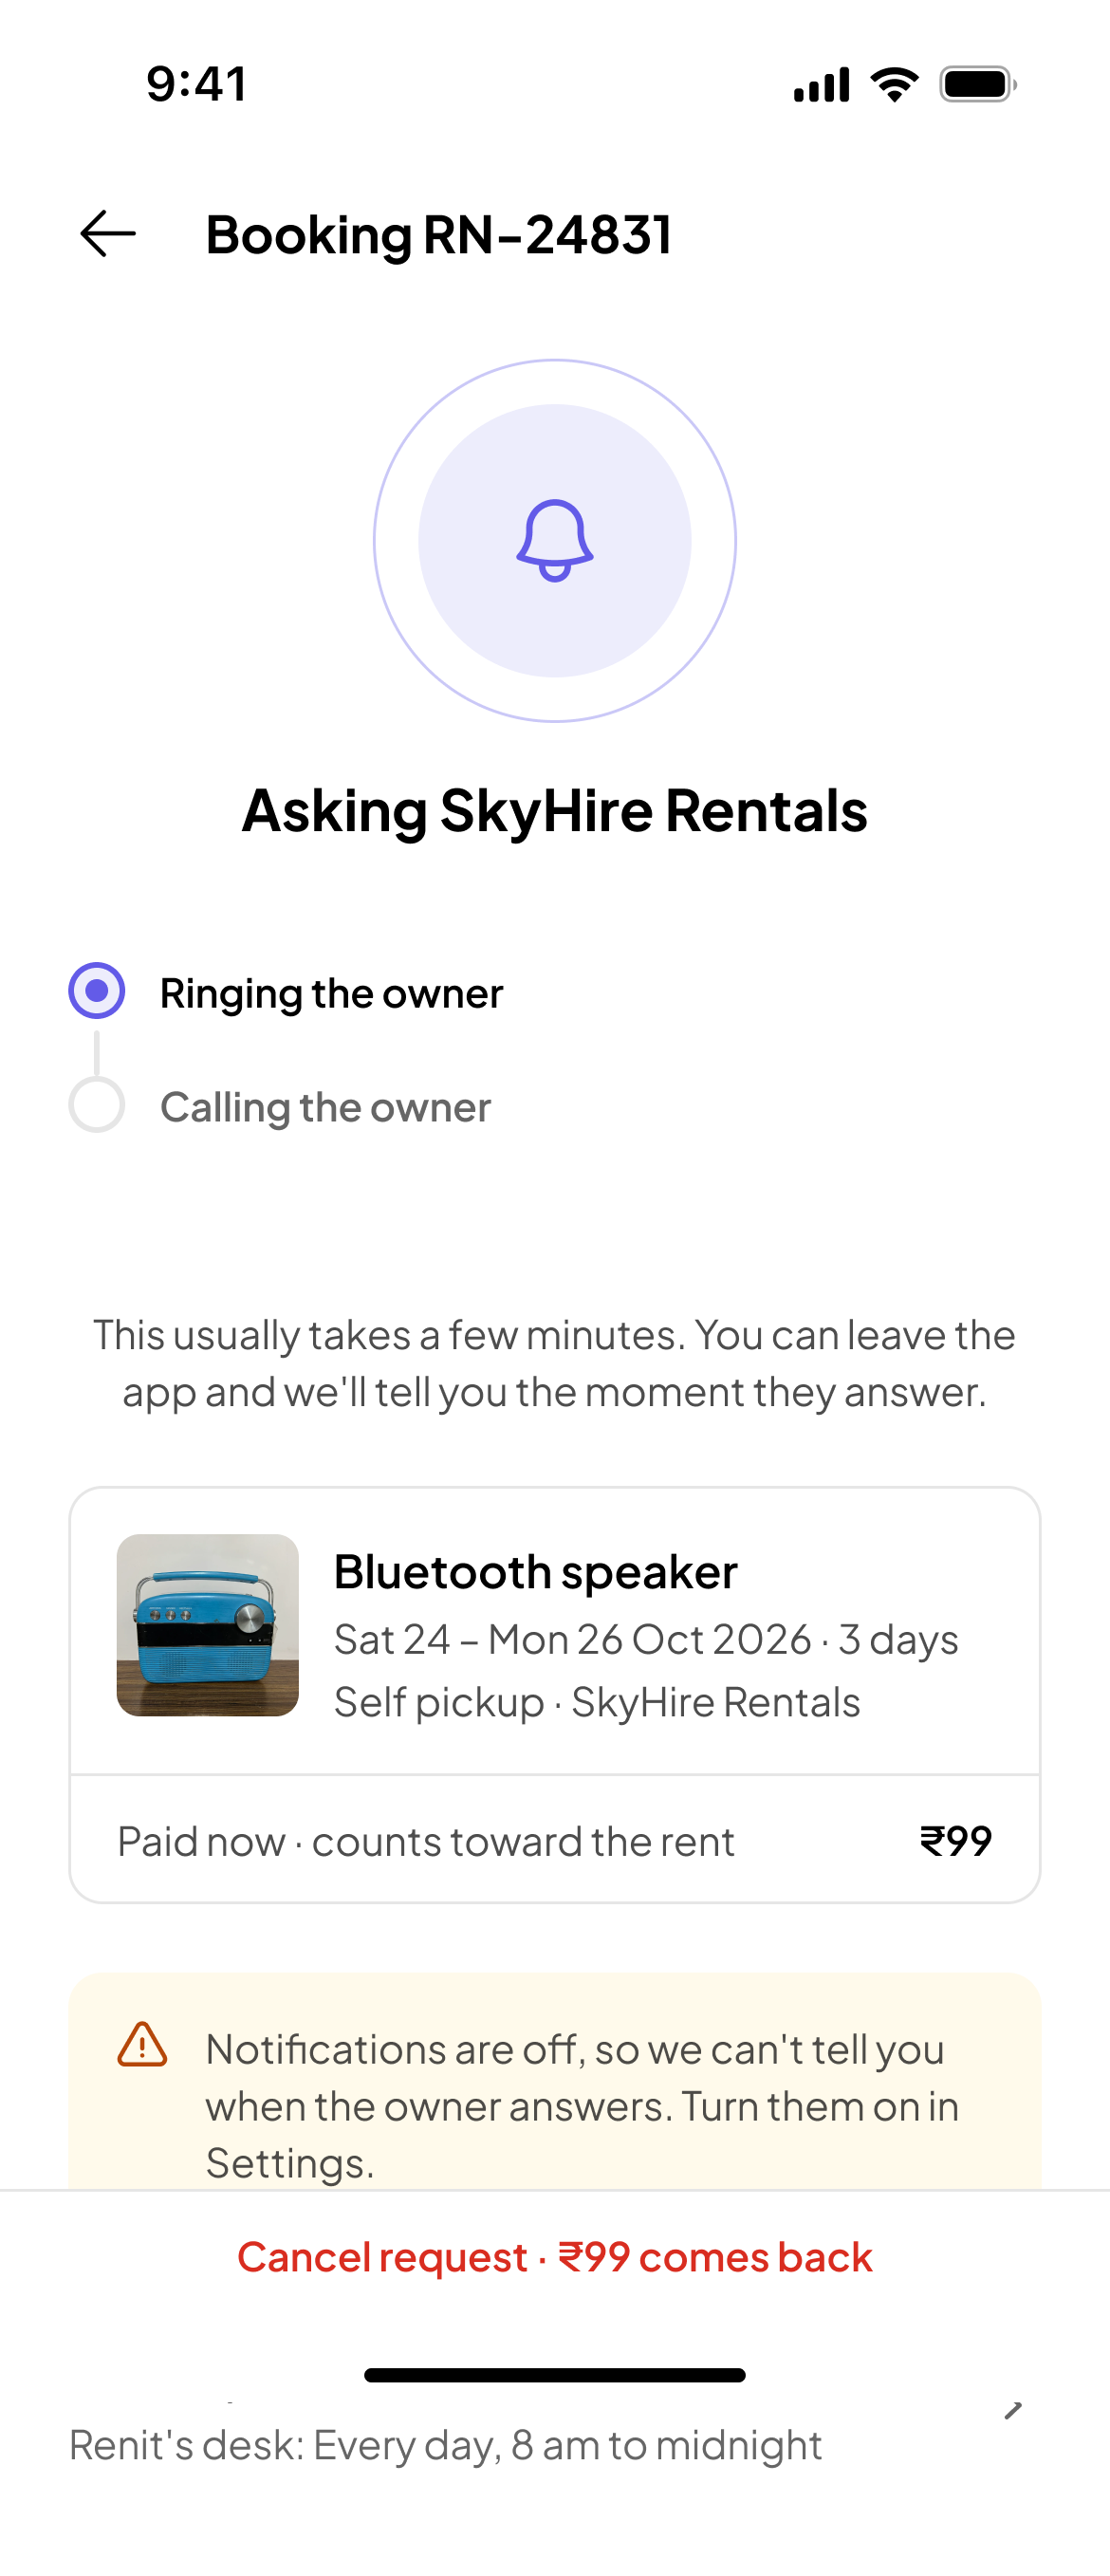 9:41
Booking RN-24831
Asking SkyHire Rentals
Ringing the owner
Calling the owner
This usually takes a few minutes. You can leave the
app and we'll tell you the moment they answer.
Bluetooth speaker
Sat 24 – Mon 26 Oct 2026 · 3 days
Self pickup · SkyHire Rentals
Paid now · counts toward the rent
₹99
Notifications are off, so we can't tell you
when the owner answers. Turn them on in
Settings.
Cancel request · ₹99 comes back
Renit's desk: Every day, 8 am to midnight